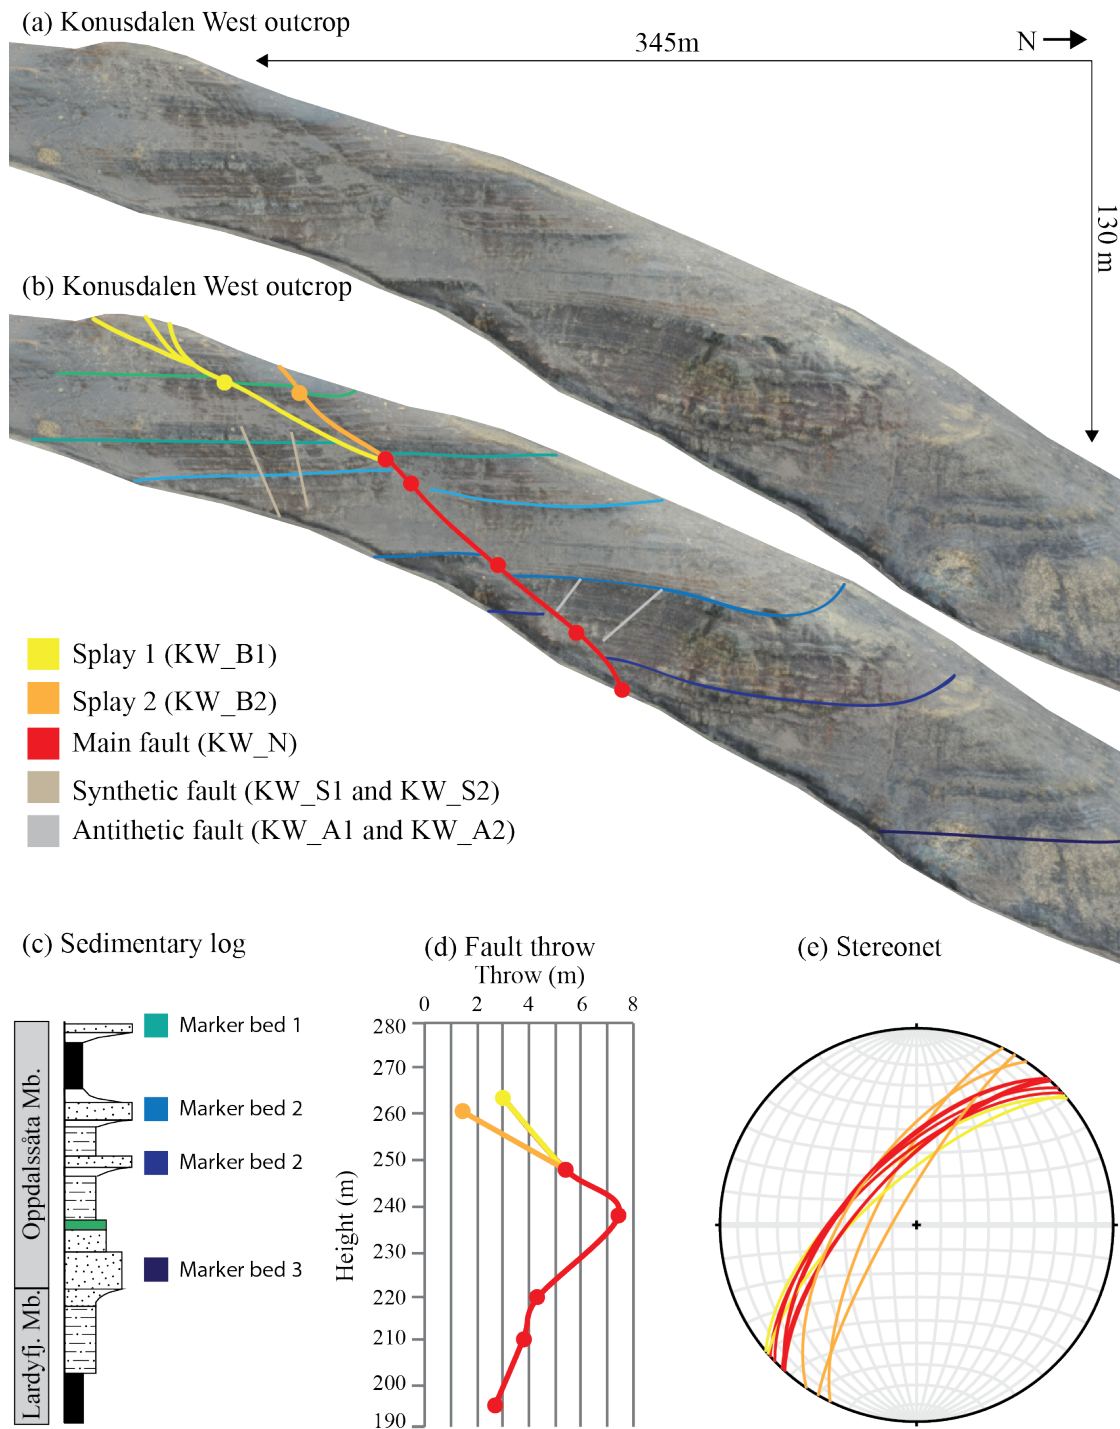 (a) Konusdalen West outcrop
345m
N
130 m
(b) Konusdalen West outcrop
Splay 1 (KW_B1)
Splay 2 (KW_B2)
Main fault (KW_N)
Synthetic fault (KW_S1 and KW_S2)
Antithetic fault (KW_A1 and KW_A2)
(c) Sedimentary log
Oppdalssåta Mb.
Lardyfj. Mb.
Marker bed 1
Marker bed 2
Marker bed 2
Marker bed 3
(d) Fault throw
Throw (m)
0 2 4 6 8
Height (m)
280
270
260
250
240
230
220
210
200
190
(e) Stereonet